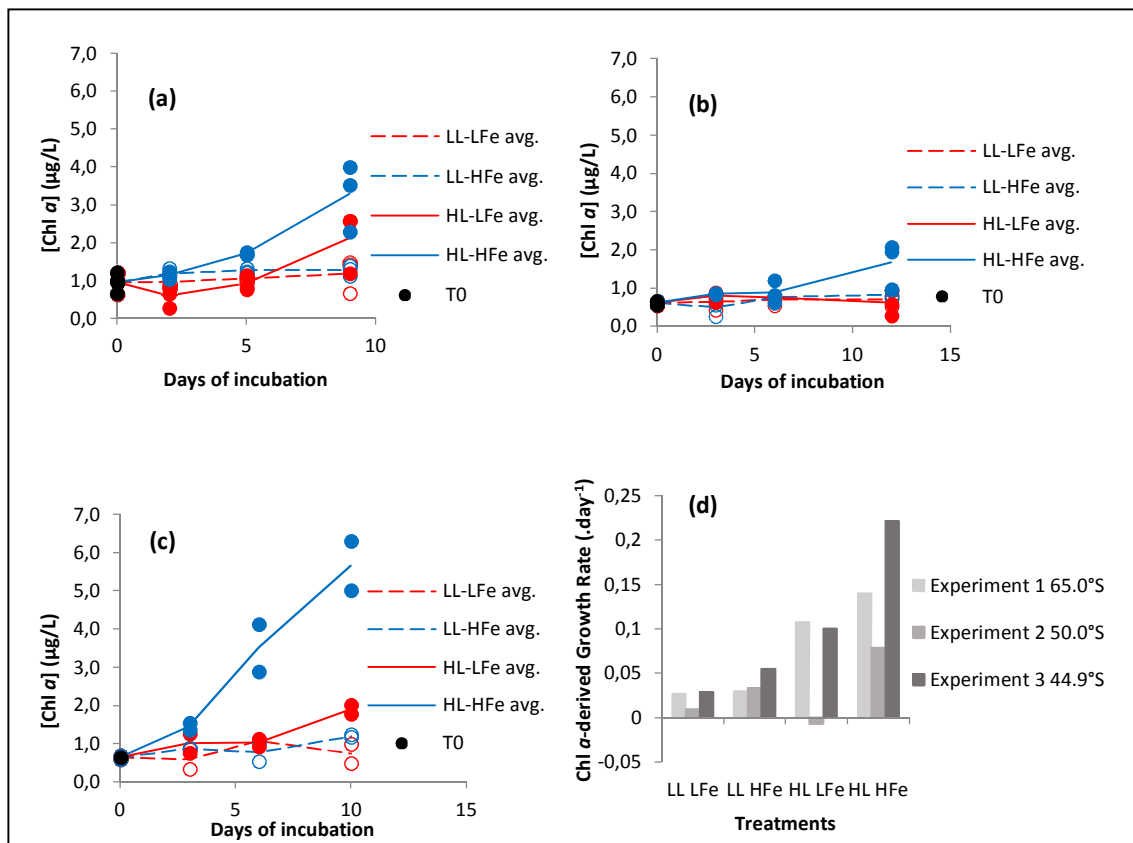 (a)
[Chl a] (µg/L)
7,0
6,0
5,0
4,0
3,0
2,0
1,0
0,0
0 5 10
Days of incubation
LL-LFe avg.
LL-HFe avg.
HL-LFe avg.
HL-HFe avg.
T0
(b)
[Chl a] (µg/L)
7,0
6,0
5,0
4,0
3,0
2,0
1,0
0,0
0 5 10 15
Days of incubation
LL-LFe avg.
LL-HFe avg.
HL-LFe avg.
HL-HFe avg.
T0
(c)
[Chl a] (µg/L)
7,0
6,0
5,0
4,0
3,0
2,0
1,0
0,0
0 5 10 15
Days of incubation
LL-LFe avg.
LL-HFe avg.
HL-LFe avg.
HL-HFe avg.
T0
(d)
Chl a-derived Growth Rate (.day⁻¹)
0,25
0,2
0,15
0,1
0,05
0
-0,05
LL LFe LL HFe HL LFe HL HFe
Treatments
Experiment 1 65.0°S
Experiment 2 50.0°S
Experiment 3 44.9°S